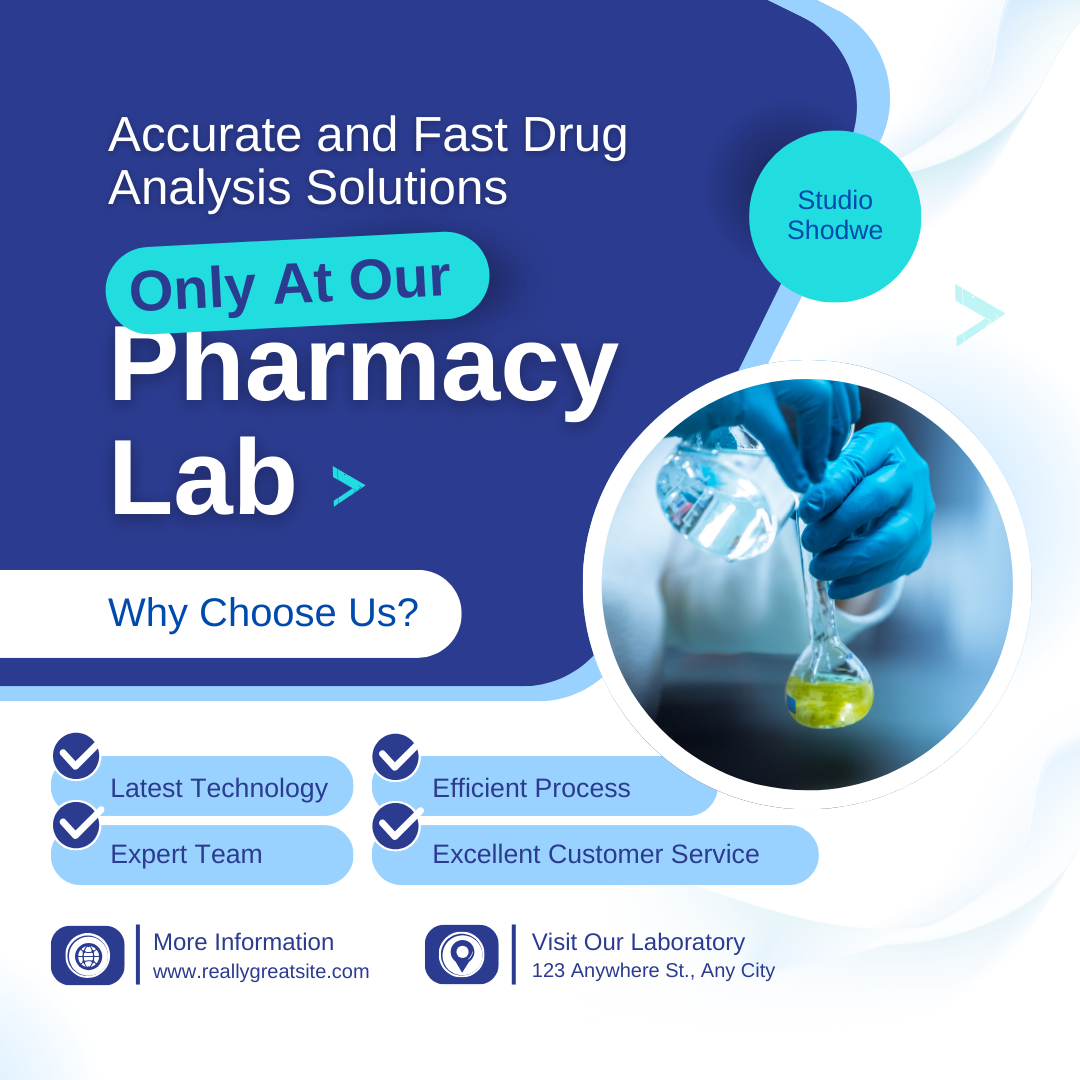 Accurate and Fast Drug
Analysis Solutions
Studio
Shodwe
Only At Our
Pharmacy
Lab
Why Choose Us?
Latest Technology
Efficient Process
Expert Team
Excellent Customer Service
More Information
www.reallygreatsite.com
Visit Our Laboratory
123 Anywhere St., Any City